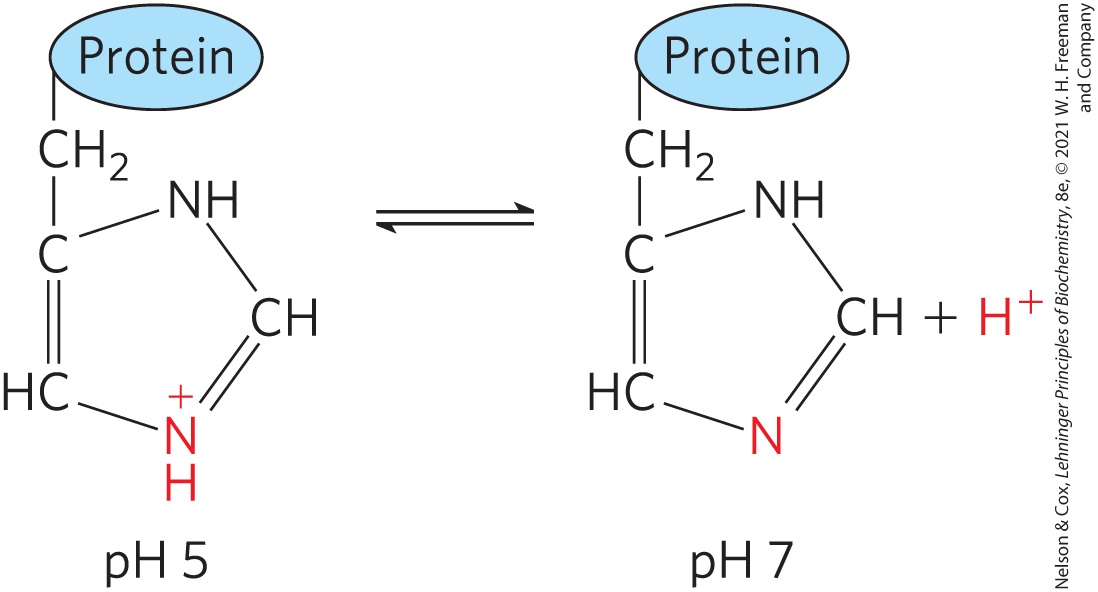 Protein
CH₂
NH
C
CH
HC
+
N
H
pH 5
Protein
CH₂
NH
C
CH + H⁺
HC
N
pH 7
Nelson & Cox, Lehninger Principles of Biochemistry, 8e, © 2021 W. H. Freeman
and Company